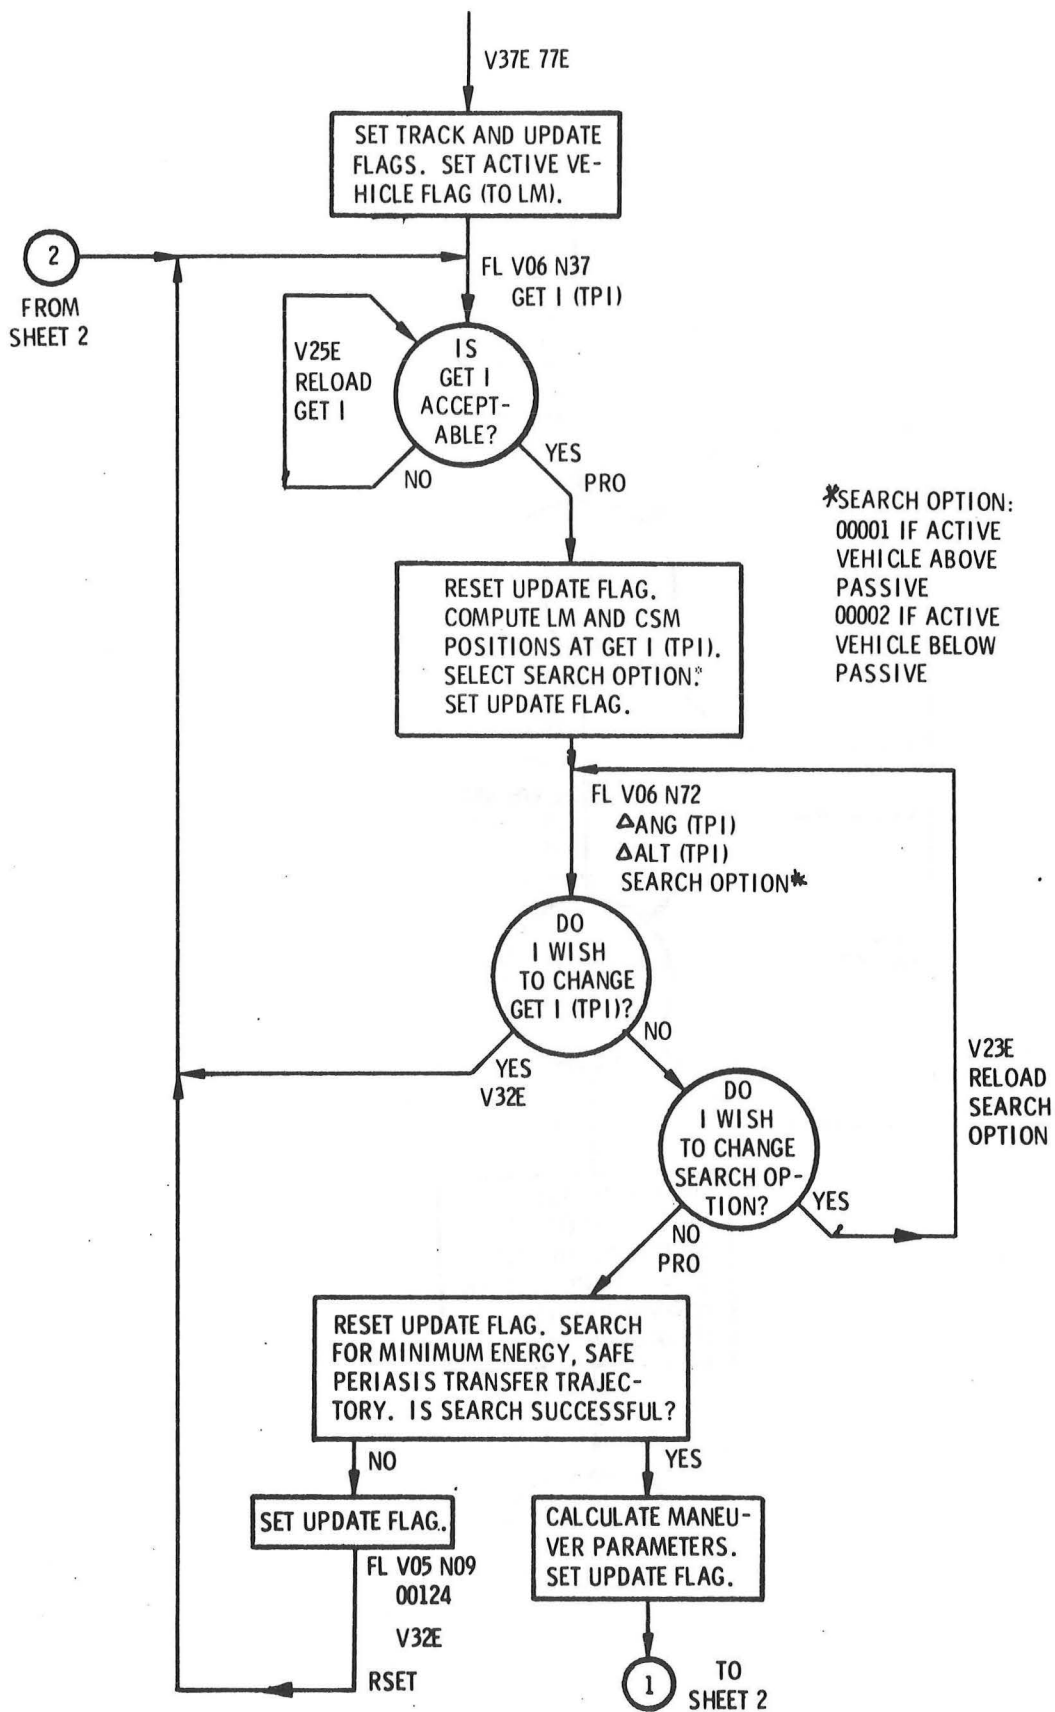 V37E 77E
SET TRACK AND UPDATE
FLAGS. SET ACTIVE VE-
HICLE FLAG (TO LM).
2
FROM
SHEET 2
FL V06 N37
GET I (TPI)
V25E
RELOAD
GET I
IS
GET I
ACCEPT-
ABLE?
NO
YES
PRO
*SEARCH OPTION:
00001 IF ACTIVE
VEHICLE ABOVE
PASSIVE
00002 IF ACTIVE
VEHICLE BELOW
PASSIVE
RESET UPDATE FLAG.
COMPUTE LM AND CSM
POSITIONS AT GET I (TPI).
SELECT SEARCH OPTION.*
SET UPDATE FLAG.
FL V06 N72
ΔANG (TPI)
ΔALT (TPI)
SEARCH OPTION*
DO
I WISH
TO CHANGE
GET I (TPI)?
NO
YES
V32E
V23E
RELOAD
SEARCH
OPTION
DO
I WISH
TO CHANGE
SEARCH OP-
TION?
YES
NO
PRO
RESET UPDATE FLAG. SEARCH
FOR MINIMUM ENERGY, SAFE
PERIASIS TRANSFER TRAJEC-
TORY. IS SEARCH SUCCESSFUL?
NO
YES
SET UPDATE FLAG.
CALCULATE MANEU-
VER PARAMETERS.
SET UPDATE FLAG.
FL V05 N09
00124
V32E
RSET
1
TO
SHEET 2